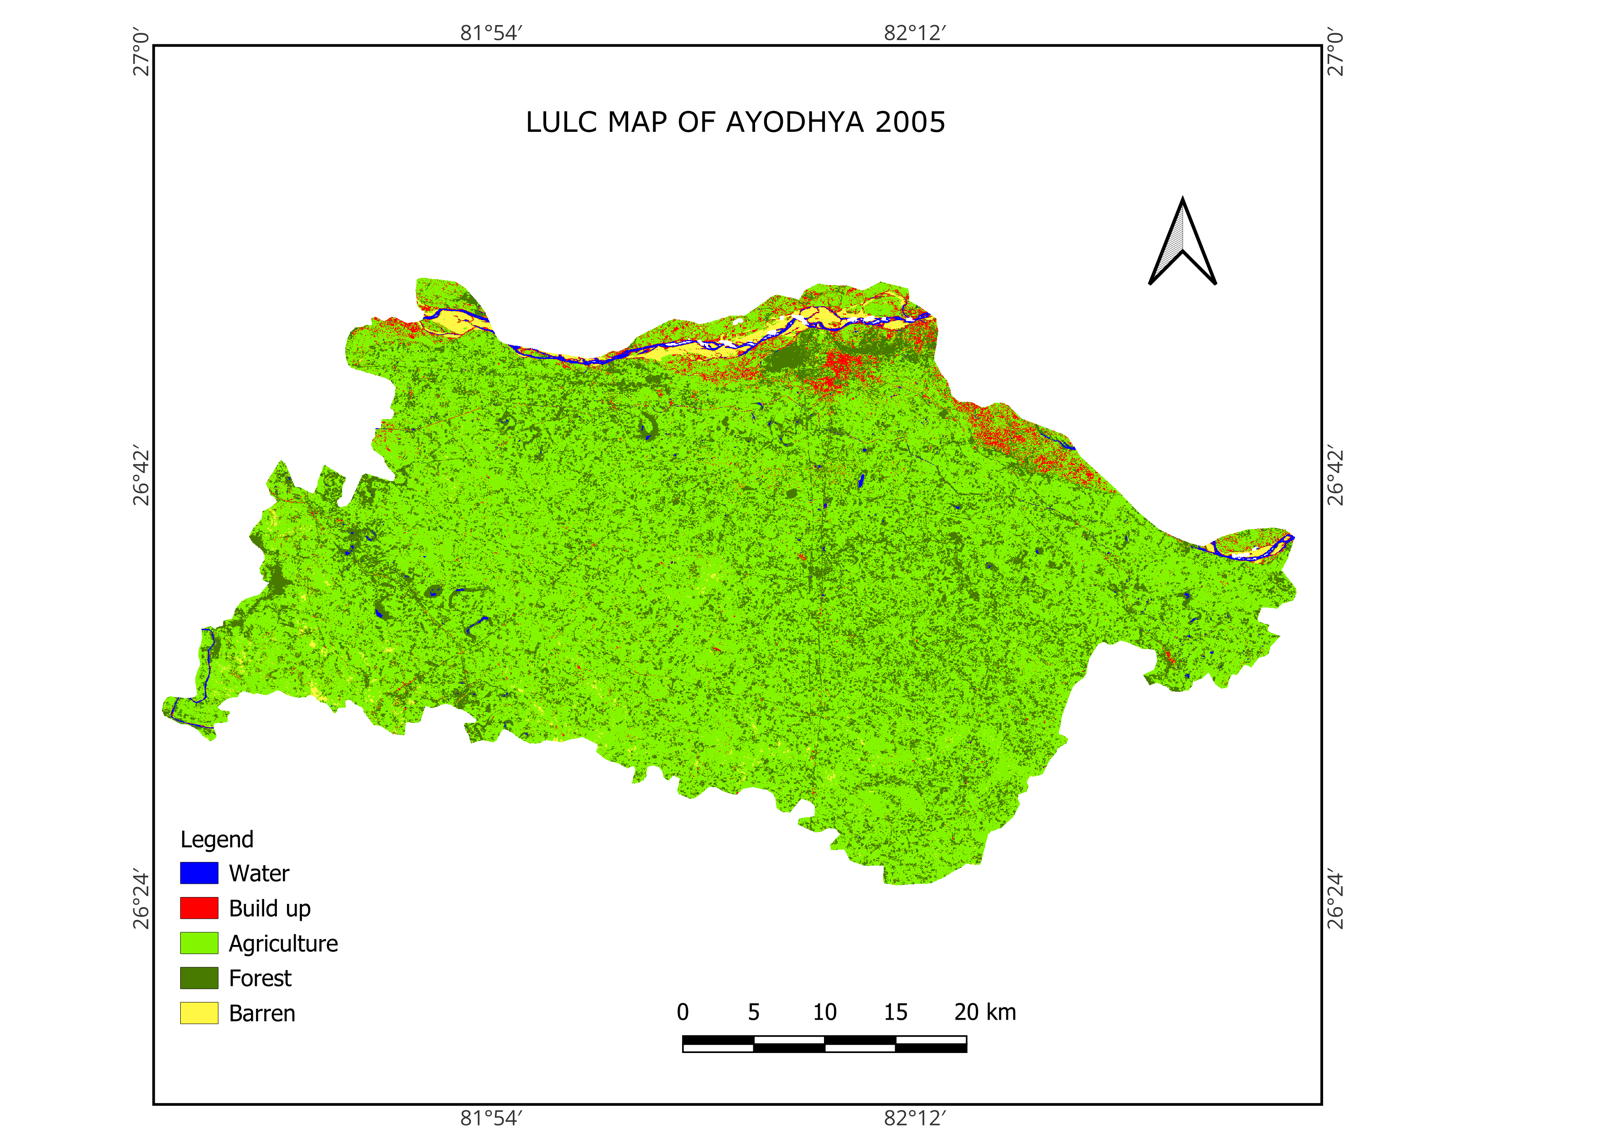 81°54′ 82°12′
27°0′ 27°0′
LULC MAP OF AYODHYA 2005
26°42′ 26°42′
26°24′ 26°24′
Legend
Water
Build up
Agriculture
Forest
Barren
0 5 10 15 20 km
81°54′ 82°12′